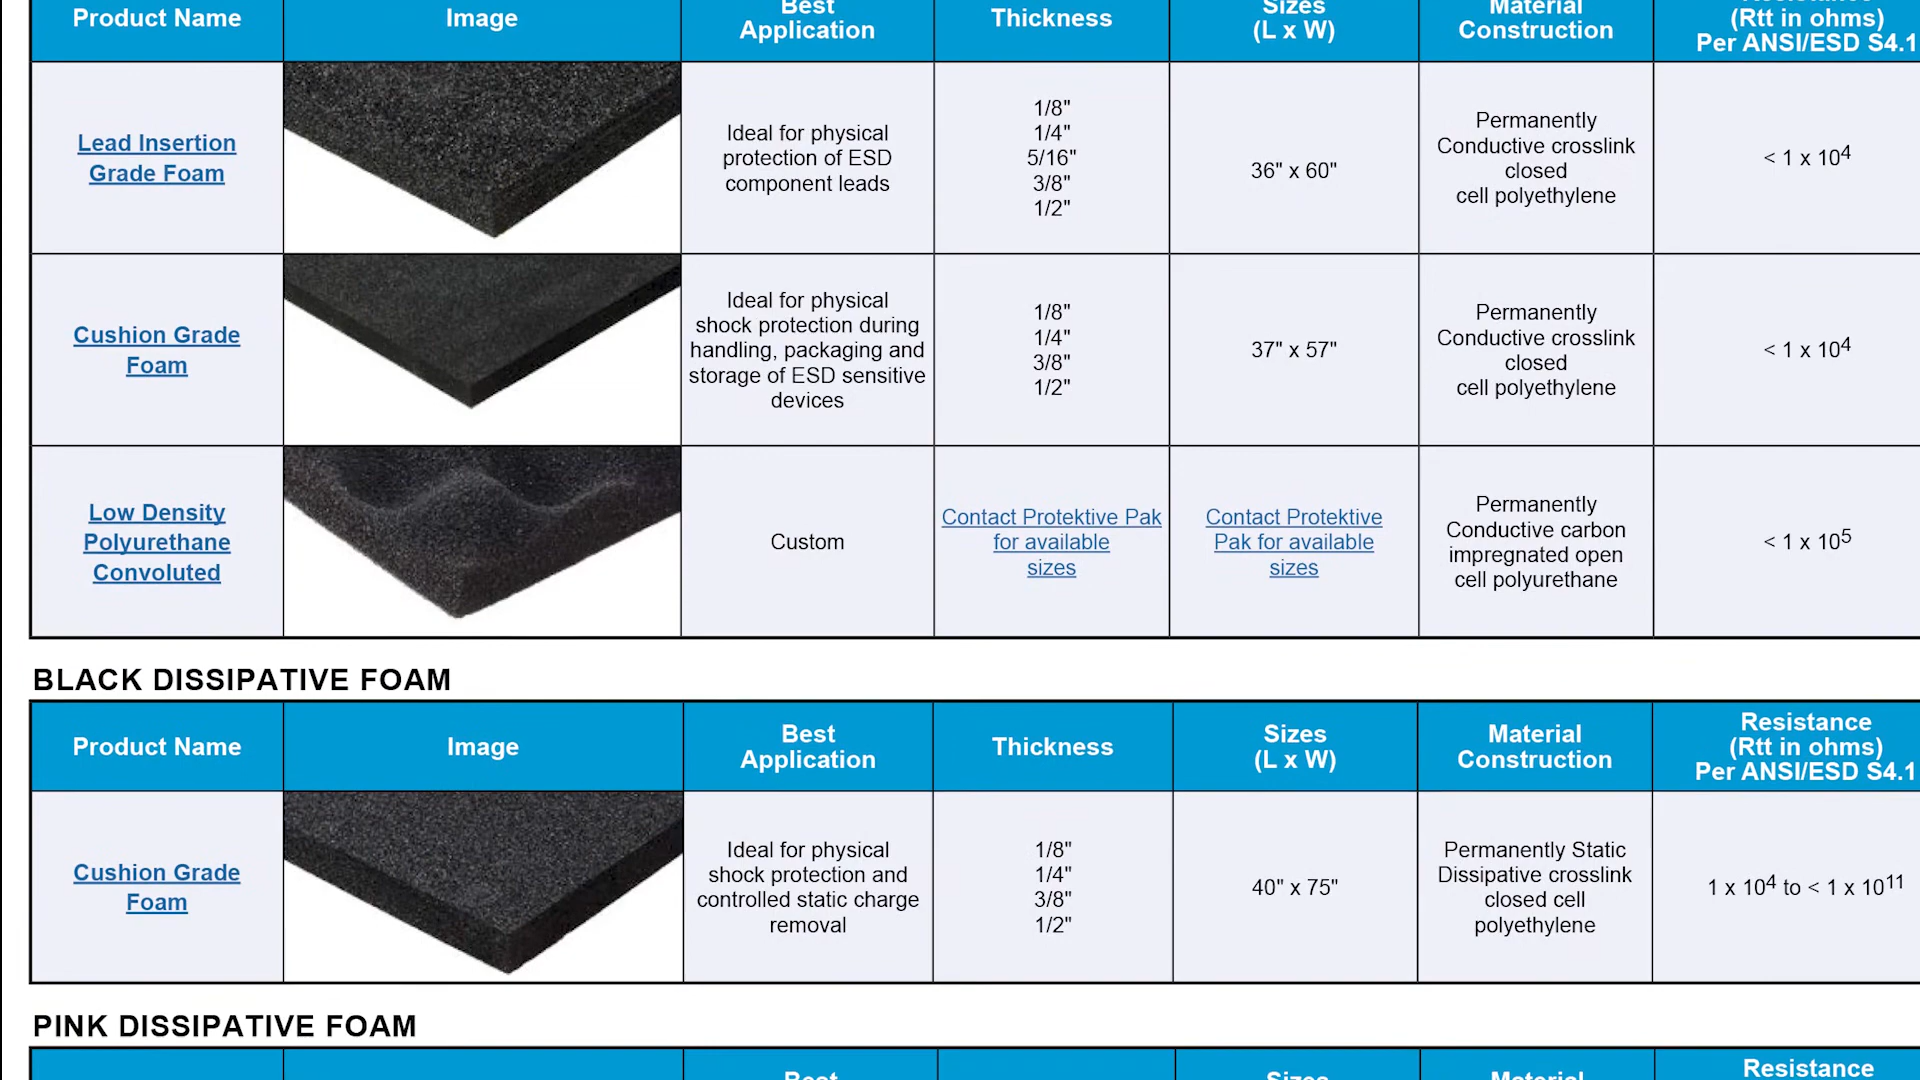 Product Name
Image
Best
Application
Thickness
Sizes
(L x W)
Material
Construction
(Rtt in ohms)
Per ANSI/ESD S4.1
Lead Insertion
Grade Foam
Ideal for physical
protection of ESD
component leads
1/8"
1/4"
5/16"
3/8"
1/2"
36" x 60"
Permanently
Conductive crosslink
closed
cell polyethylene
< 1 x 10⁴
Cushion Grade
Foam
Ideal for physical
shock protection during
handling, packaging and
storage of ESD sensitive
devices
1/8"
1/4"
3/8"
1/2"
37" x 57"
Permanently
Conductive crosslink
closed
cell polyethylene
< 1 x 10⁴
Low Density
Polyurethane
Convoluted
Custom
Contact Protektive Pak
for available
sizes
Contact Protektive
Pak for available
sizes
Permanently
Conductive carbon
impregnated open
cell polyurethane
< 1 x 10⁵
BLACK DISSIPATIVE FOAM
Product Name
Image
Best
Application
Thickness
Sizes
(L x W)
Material
Construction
Resistance
(Rtt in ohms)
Per ANSI/ESD S4.1
Cushion Grade
Foam
Ideal for physical
shock protection and
controlled static charge
removal
1/8"
1/4"
3/8"
1/2"
40" x 75"
Permanently Static
Dissipative crosslink
closed cell
polyethylene
1 x 10⁴ to < 1 x 10¹¹
PINK DISSIPATIVE FOAM
Best
Sizes
Material
Resistance